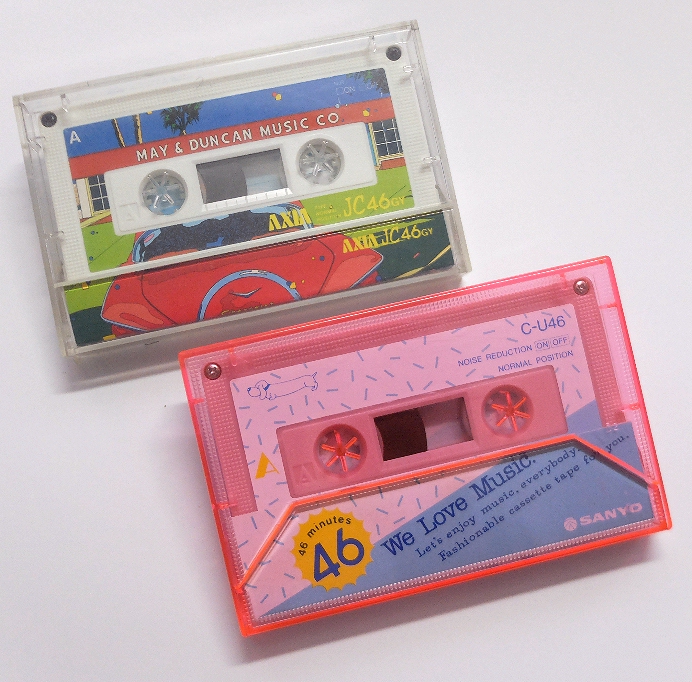 A
MAY & DUNCAN MUSIC CO
A
AXIA JC46GY
AXIA JC46GY
C-U46
NOISE REDUCTION ON OFF
NORMAL POSITION
A
A
46 minutes
46
We Love Music.
Let's enjoy music, everybody.
Fashionable cassette tape for you.
SANYO